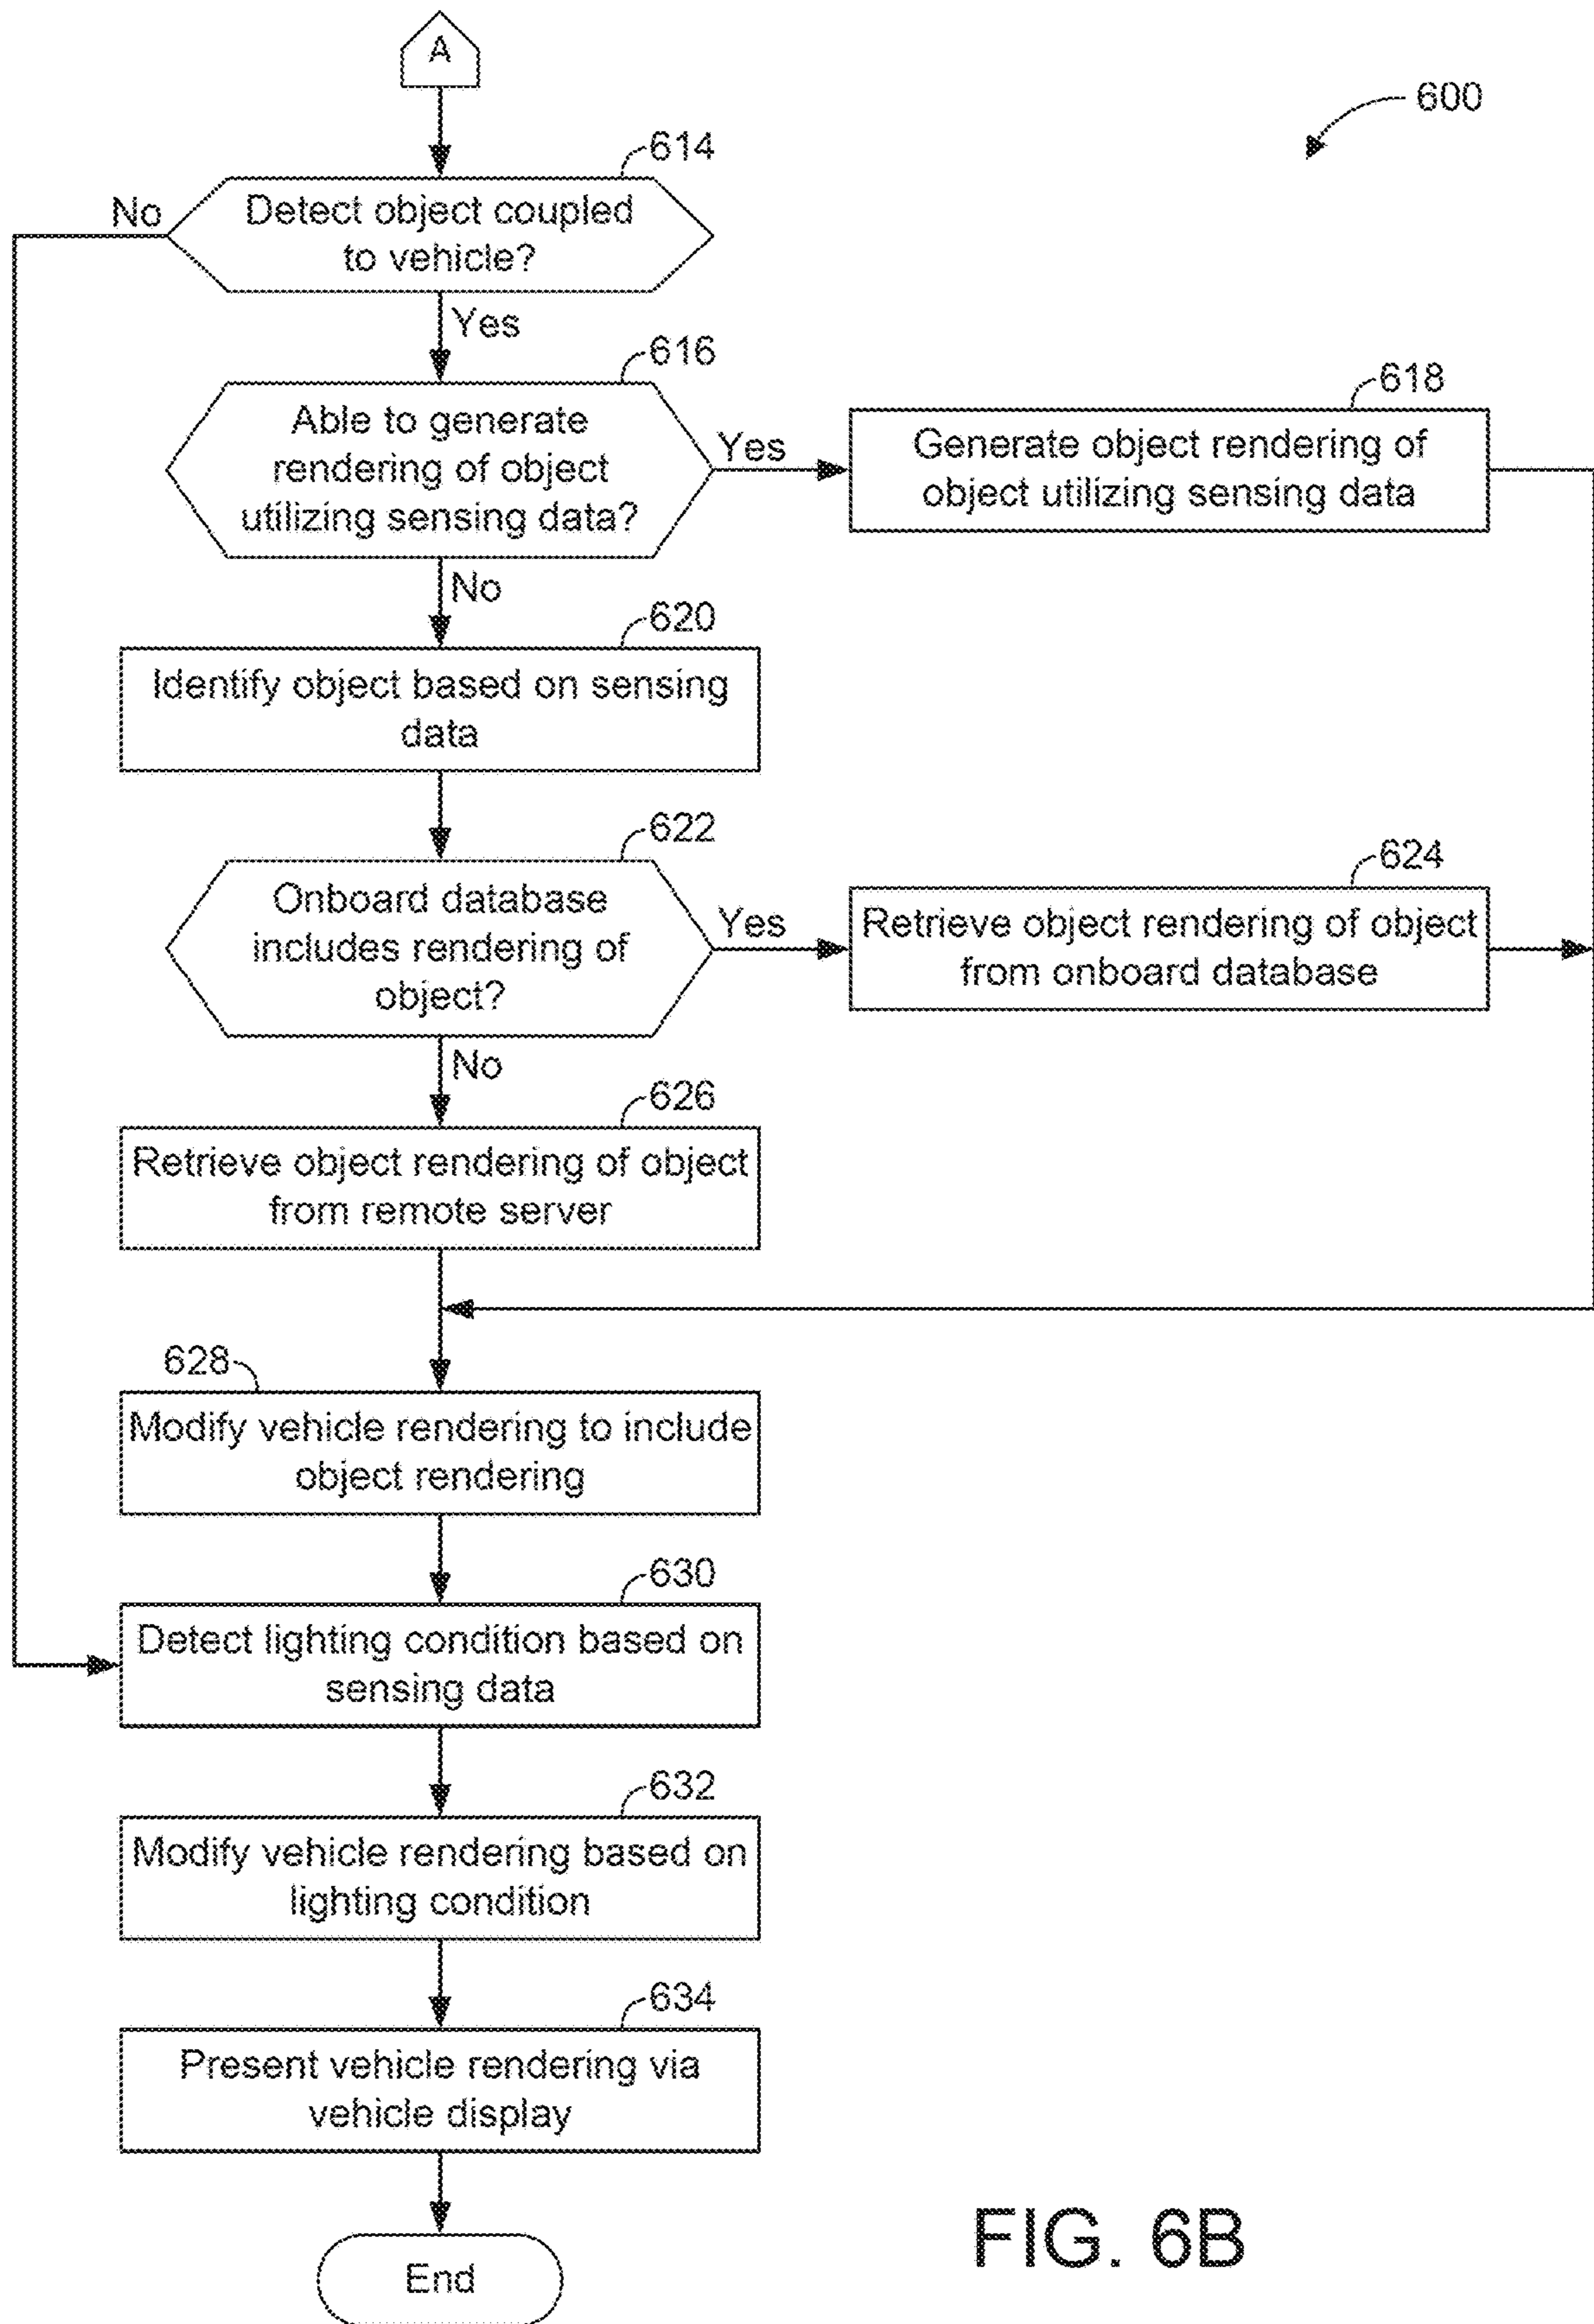 A
600
614
No
Detect object coupled
to vehicle?
Yes
616
618
Able to generate
rendering of object
utilizing sensing data?
Yes
Generate object rendering of
object utilizing sensing data
No
620
Identify object based on sensing
data
622
624
Onboard database
includes rendering of
object?
Yes
Retrieve object rendering of object
from onboard database
No
626
Retrieve object rendering of object
from remote server
628
Modify vehicle rendering to include
object rendering
630
Detect lighting condition based on
sensing data
632
Modify vehicle rendering based on
lighting condition
634
Present vehicle rendering via
vehicle display
End
FIG. 6B